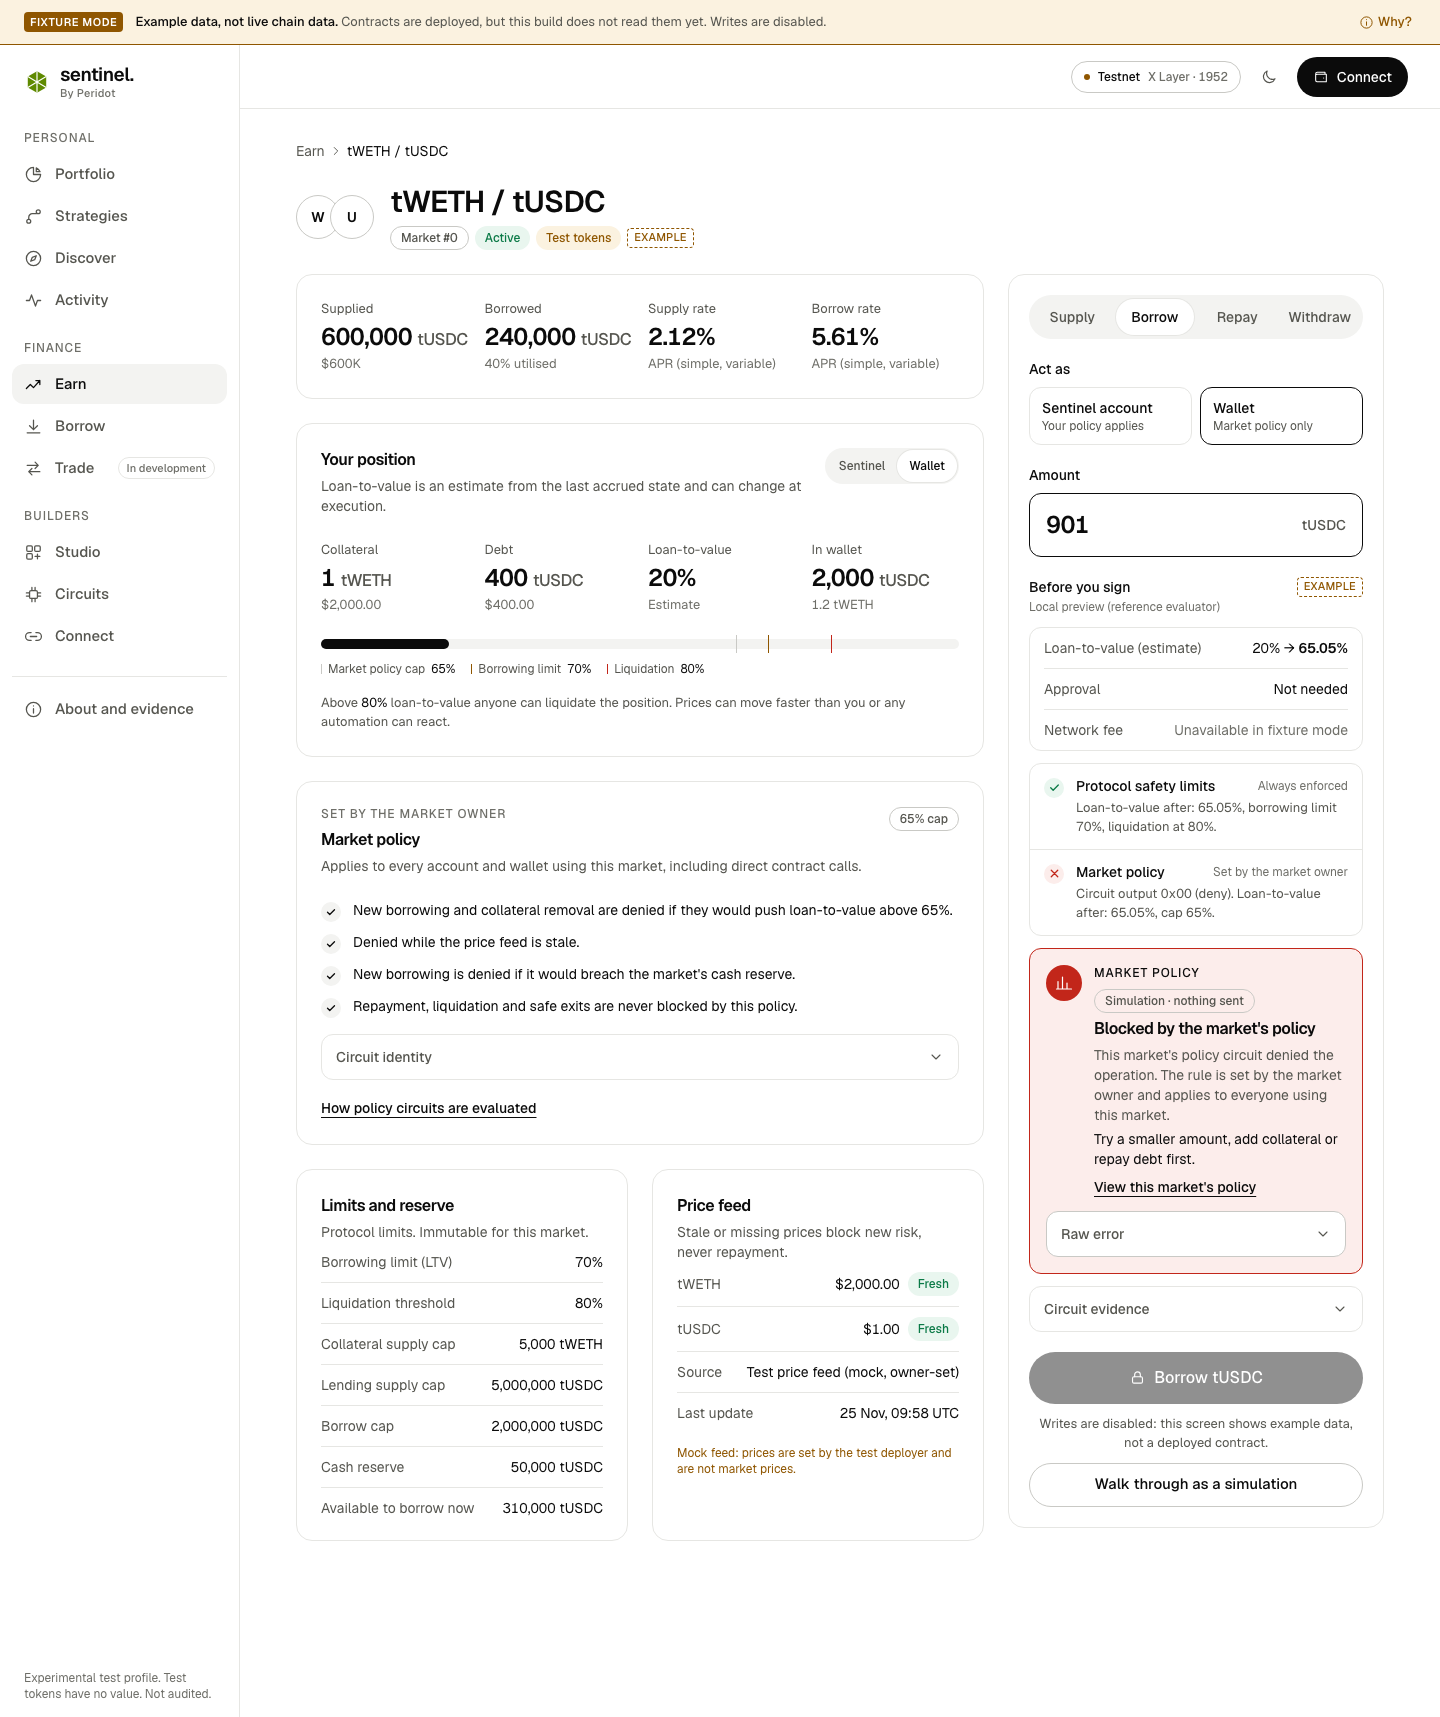 FIXTURE MODE Example data, not live chain data. Contracts are deployed, but this build does not read them yet. Writes are disabled. Why?
sentinel.
By Peridot
Testnet X Layer · 1952
Connect
PERSONAL
Portfolio
Strategies
Discover
Activity
FINANCE
Earn
Borrow
Trade In development
BUILDERS
Studio
Circuits
Connect
About and evidence
Experimental test profile. Test
tokens have no value. Not audited.
Earn > tWETH / tUSDC
W U
tWETH / tUSDC
Market #0 Active Test tokens EXAMPLE
Supplied Borrowed Supply rate Borrow rate
600,000 tUSDC 240,000 tUSDC 2.12% 5.61%
$600K 40% utilised APR (simple, variable) APR (simple, variable)
Your position
Sentinel Wallet
Loan-to-value is an estimate from the last accrued state and can change at
execution.
Collateral Debt Loan-to-value In wallet
1 tWETH 400 tUSDC 20% 2,000 tUSDC
$2,000.00 $400.00 Estimate 1.2 tWETH
Market policy cap 65% Borrowing limit 70% Liquidation 80%
Above 80% loan-to-value anyone can liquidate the position. Prices can move faster than you or any
automation can react.
SET BY THE MARKET OWNER
65% cap
Market policy
Applies to every account and wallet using this market, including direct contract calls.
New borrowing and collateral removal are denied if they would push loan-to-value above 65%.
Denied while the price feed is stale.
New borrowing is denied if it would breach the market's cash reserve.
Repayment, liquidation and safe exits are never blocked by this policy.
Circuit identity
How policy circuits are evaluated
Limits and reserve
Protocol limits. Immutable for this market.
Borrowing limit (LTV) 70%
Liquidation threshold 80%
Collateral supply cap 5,000 tWETH
Lending supply cap 5,000,000 tUSDC
Borrow cap 2,000,000 tUSDC
Cash reserve 50,000 tUSDC
Available to borrow now 310,000 tUSDC
Price feed
Stale or missing prices block new risk,
never repayment.
tWETH $2,000.00 Fresh
tUSDC $1.00 Fresh
Source Test price feed (mock, owner-set)
Last update 25 Nov, 09:58 UTC
Mock feed: prices are set by the test deployer and
are not market prices.
Supply Borrow Repay Withdraw
Act as
Sentinel account
Your policy applies
Wallet
Market policy only
Amount
901 tUSDC
Before you sign EXAMPLE
Local preview (reference evaluator)
Loan-to-value (estimate) 20% → 65.05%
Approval Not needed
Network fee Unavailable in fixture mode
Protocol safety limits Always enforced
Loan-to-value after: 65.05%, borrowing limit
70%, liquidation at 80%.
Market policy Set by the market owner
Circuit output 0x00 (deny). Loan-to-value
after: 65.05%, cap 65%.
MARKET POLICY
Simulation · nothing sent
Blocked by the market's policy
This market's policy circuit denied the
operation. The rule is set by the market
owner and applies to everyone using
this market.
Try a smaller amount, add collateral or
repay debt first.
View this market's policy
Raw error
Circuit evidence
Borrow tUSDC
Writes are disabled: this screen shows example data,
not a deployed contract.
Walk through as a simulation